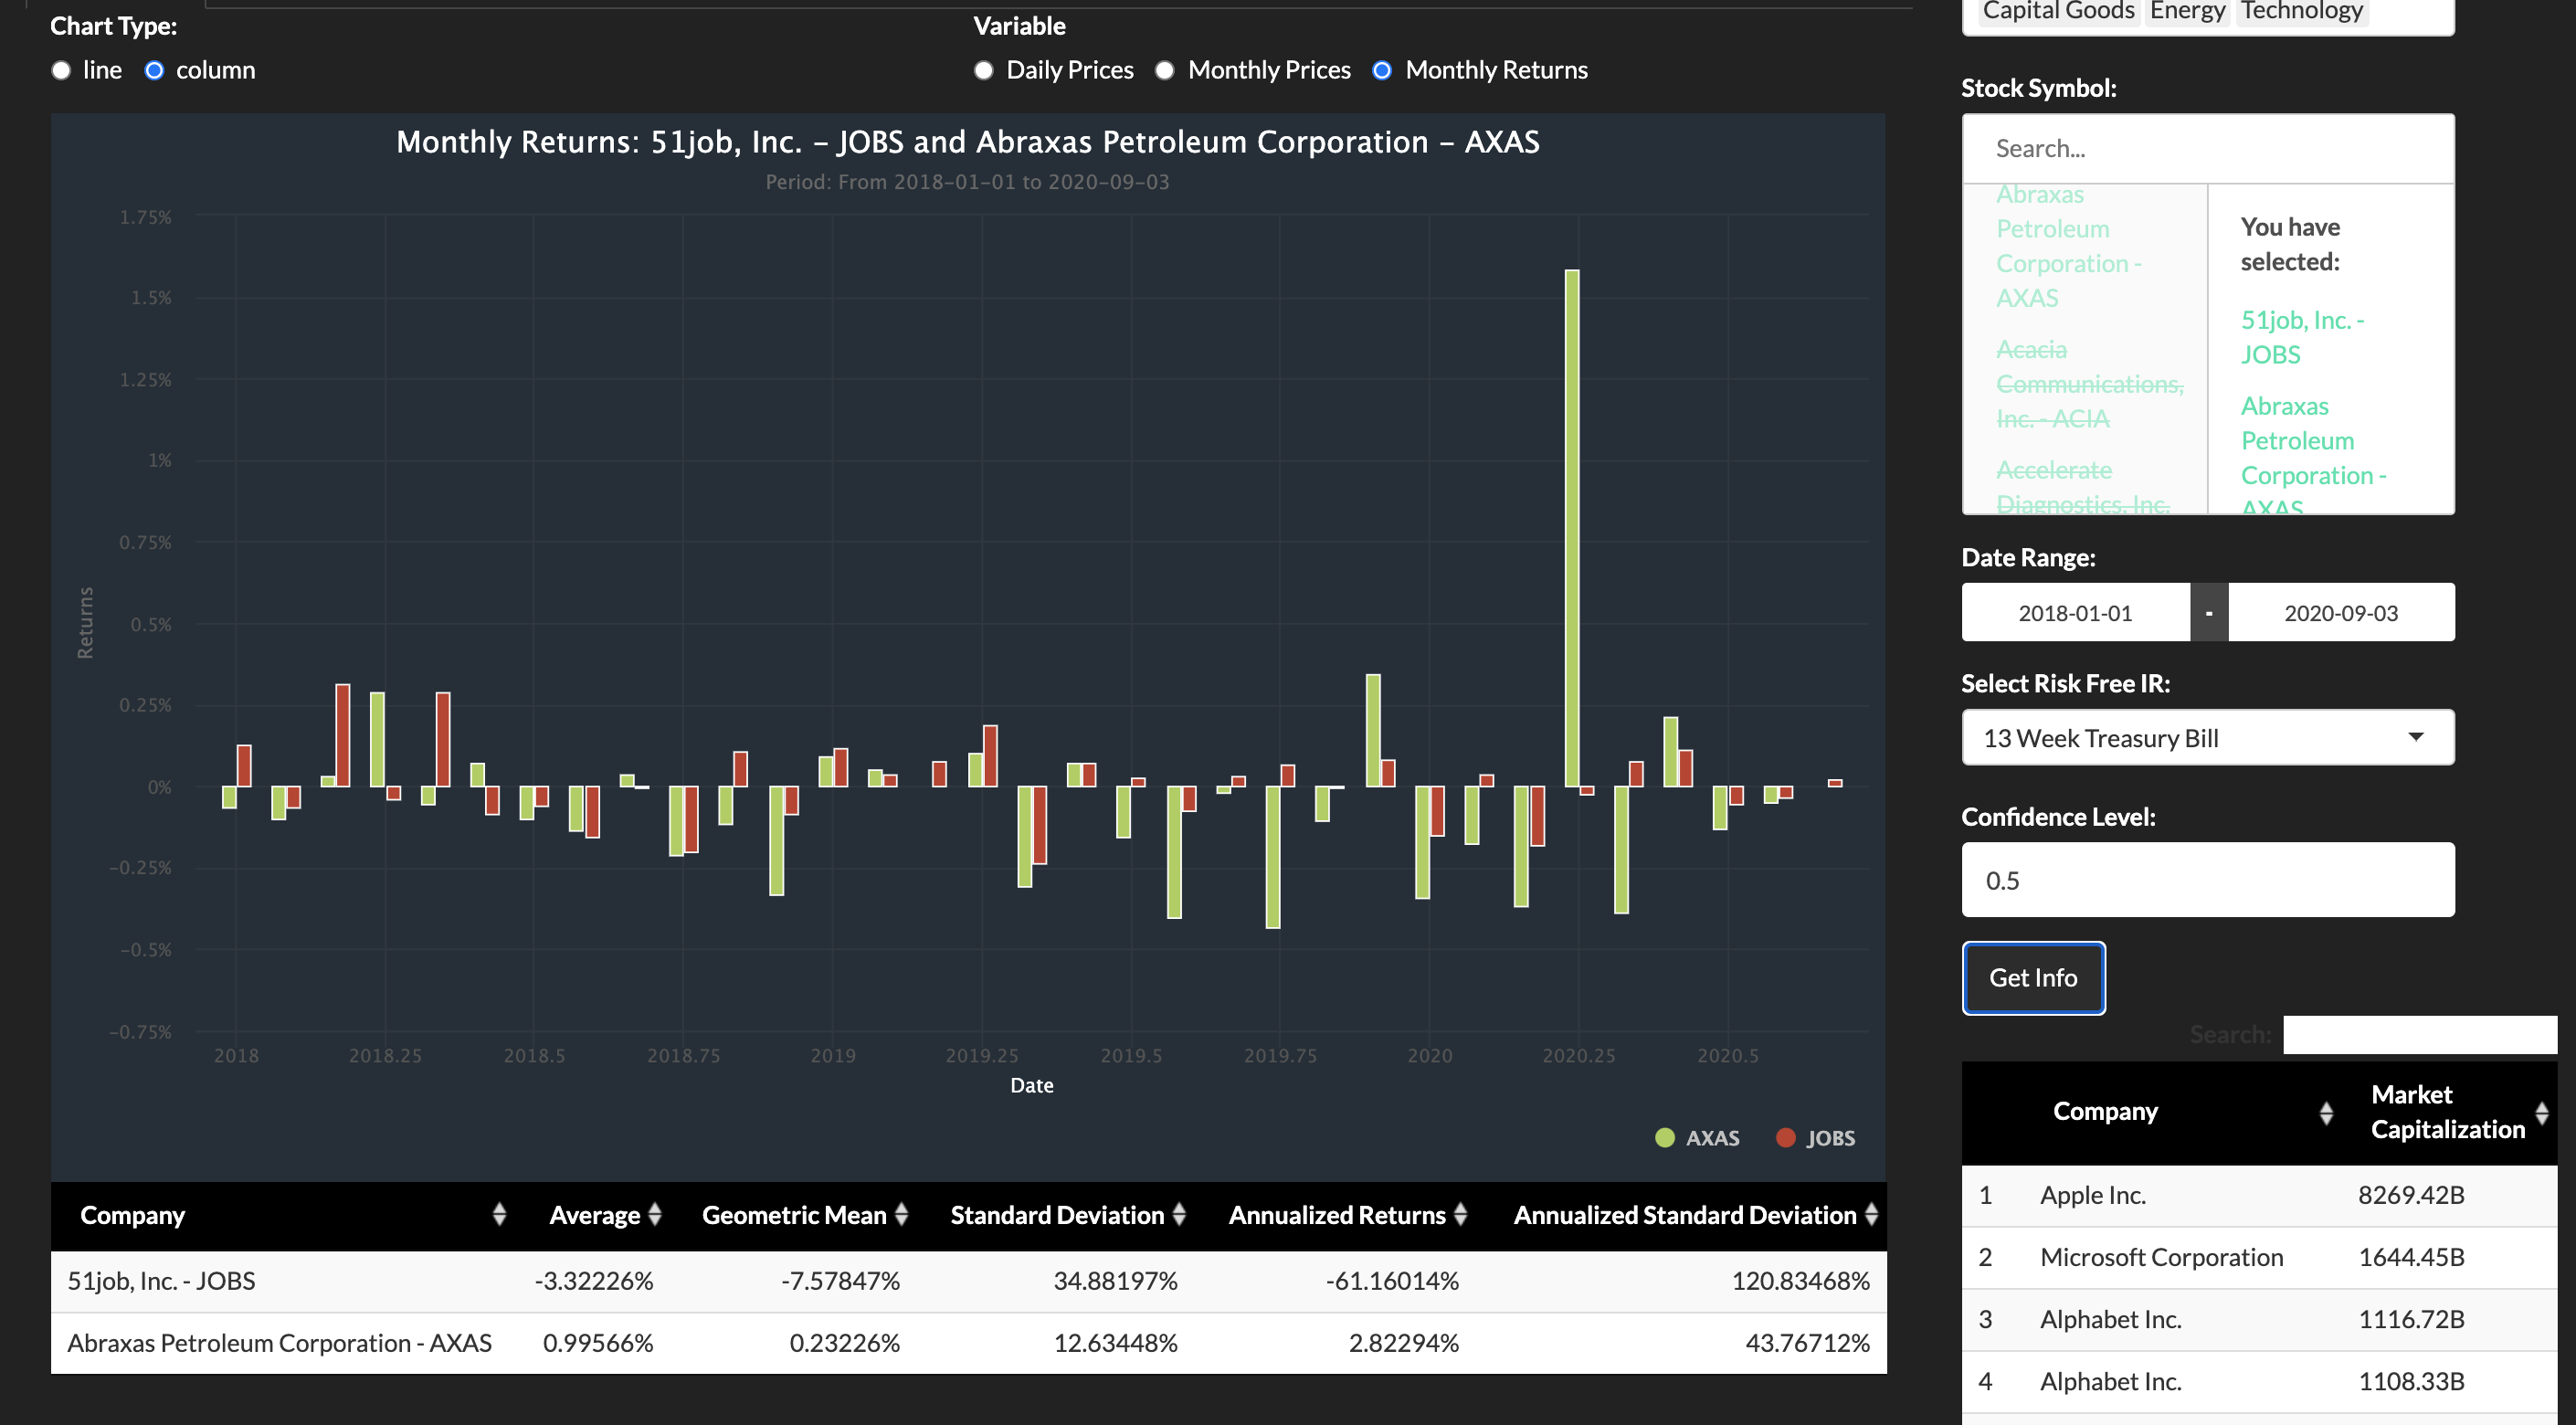 Chart Type:
line column
Variable
Daily Prices Monthly Prices Monthly Returns
Monthly Returns: 51job, Inc. – JOBS and Abraxas Petroleum Corporation – AXAS
Period: From 2018-01-01 to 2020-09-03
1.75%
1.5%
1.25%
1%
0.75%
0.5%
0.25%
0%
-0.25%
-0.5%
-0.75%
Returns
2018 2018.25 2018.5 2018.75 2019 2019.25 2019.5 2019.75 2020 2020.25 2020.5
Date
AXAS JOBS
Company Average Geometric Mean Standard Deviation Annualized Returns Annualized Standard Deviation
51job, Inc. - JOBS -3.32226% -7.57847% 34.88197% -61.16014% 120.83468%
Abraxas Petroleum Corporation - AXAS 0.99566% 0.23226% 12.63448% 2.82294% 43.76712%
Capital Goods Energy Technology
Stock Symbol:
Search...
Abraxas
Petroleum
Corporation -
AXAS
Acacia
Communications,
Inc. - ACIA
Accelerate
Diagnostics, Inc.
You have
selected:
51job, Inc. -
JOBS
Abraxas
Petroleum
Corporation -
AXAS
Date Range:
2018-01-01 - 2020-09-03
Select Risk Free IR:
13 Week Treasury Bill
Confidence Level:
0.5
Get Info
Search:
Company Market
Capitalization
1 Apple Inc. 8269.42B
2 Microsoft Corporation 1644.45B
3 Alphabet Inc. 1116.72B
4 Alphabet Inc. 1108.33B